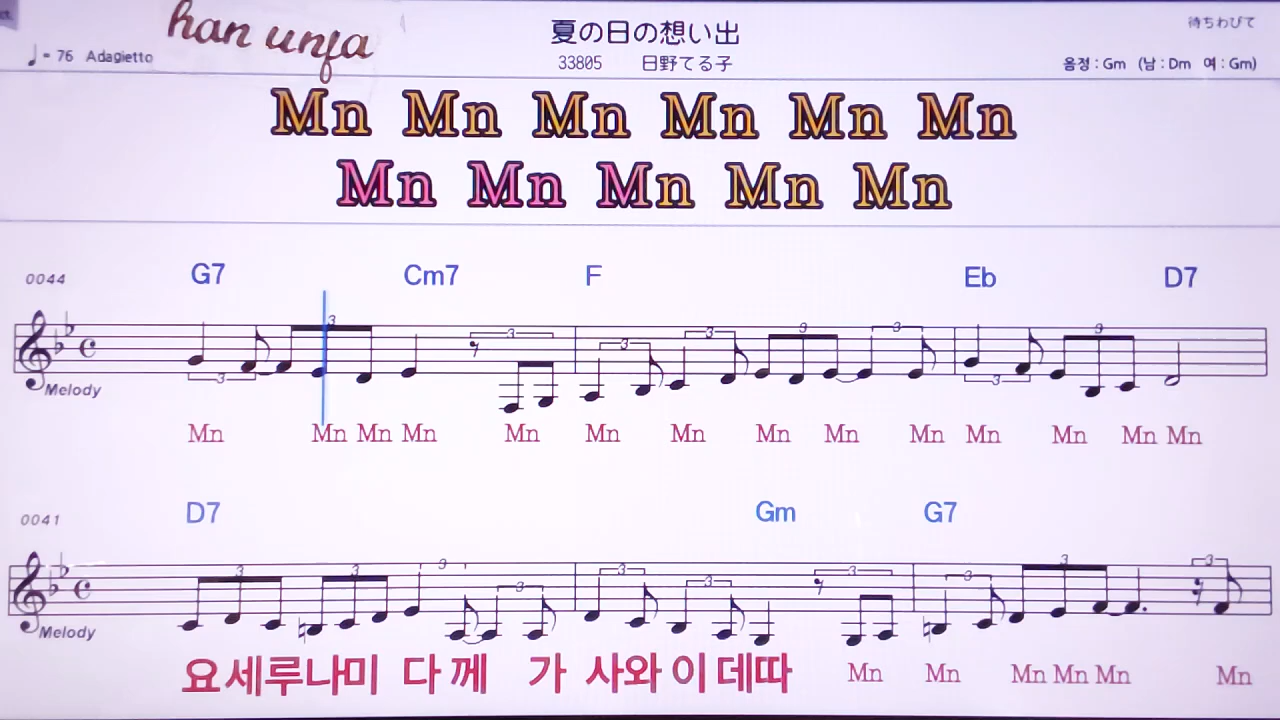 han unja
夏の日の想い出
待ちわびて
♩= 76 Adagietto
33805 日野てる子
음정 : Gm (남 : Dm 여 : Gm)
Mn Mn Mn Mn Mn Mn
Mn Mn Mn Mn Mn
0044 G7 Cm7 F Eb D7
Melody
Mn Mn Mn Mn Mn Mn Mn Mn Mn Mn Mn Mn Mn Mn
0041 D7 Gm G7
Melody
요세루나미 다께 가 사와이데따 Mn Mn Mn Mn Mn Mn